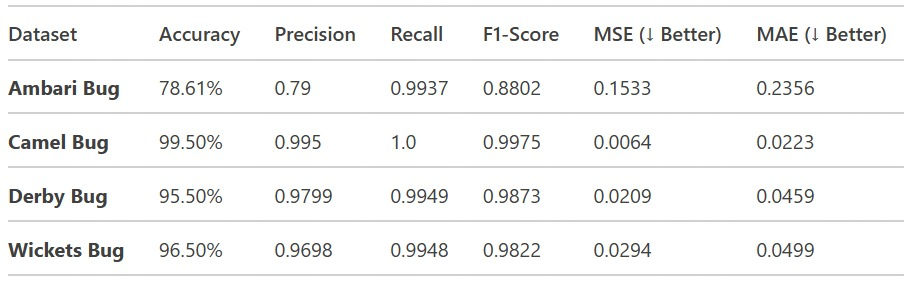 Dataset Accuracy Precision Recall F1-Score MSE (↓ Better) MAE (↓ Better)
Ambari Bug 78.61% 0.79 0.9937 0.8802 0.1533 0.2356
Camel Bug 99.50% 0.995 1.0 0.9975 0.0064 0.0223
Derby Bug 95.50% 0.9799 0.9949 0.9873 0.0209 0.0459
Wickets Bug 96.50% 0.9698 0.9948 0.9822 0.0294 0.0499